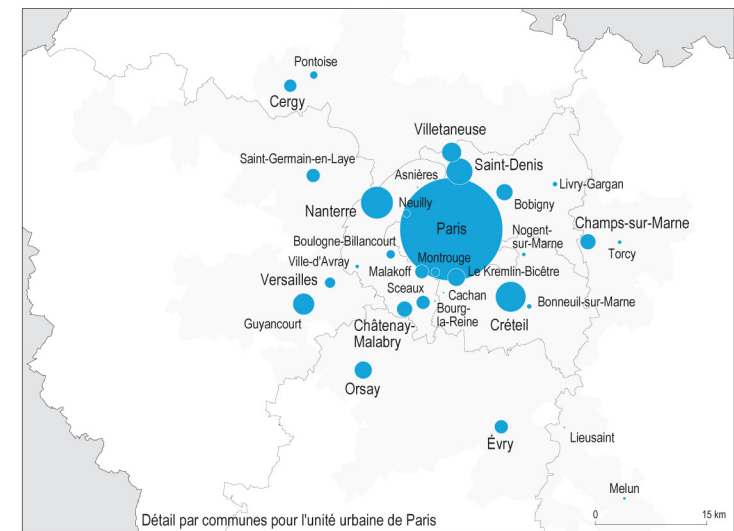 Pontoise
Cergy
Villetaneuse
Saint-Germain-en-Laye
Asnières
Saint-Denis
Livry-Gargan
Nanterre
Neuilly
Bobigny
Paris
Nogent-
sur-Marne
Champs-sur-Marne
Torcy
Boulogne-Billancourt
Ville-d'Avray
Montrouge
Malakoff
Le Kremlin-Bicêtre
Versailles
Sceaux
Cachan
Bourg-
la-Reine
Bonneuil-sur-Marne
Guyancourt
Châtenay-
Malabry
Créteil
Orsay
Évry
Lieusaint
Melun
0
15 km
Détail par communes pour l'unité urbaine de Paris